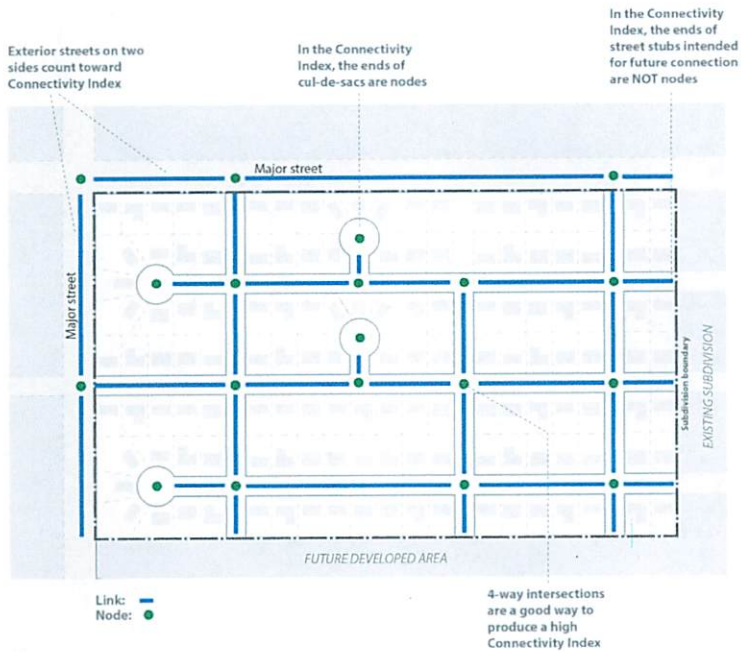 In the Connectivity
Index, the ends of
street stubs intended
for future connection
are NOT nodes
Exterior streets on two
sides count toward
Connectivity Index
In the Connectivity
Index, the ends of
cul-de-sacs are nodes
Major street
Major street
Subdivision boundary
EXISTING SUBDIVISION
FUTURE DEVELOPED AREA
Link:
Node:
4-way intersections
are a good way to
produce a high
Connectivity Index